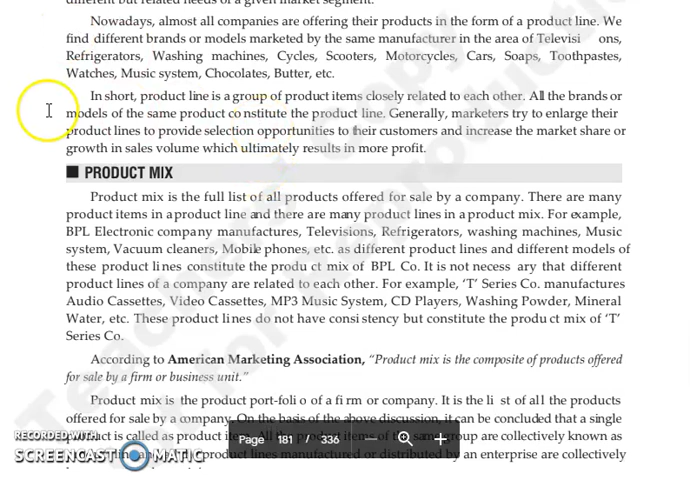 different but related needs of a given market segment.
Nowadays, almost all companies are offering their products in the form of a product line. We
find different brands or models marketed by the same manufacturer in the area of Televisi ons,
Refrigerators, Washing machines, Cycles, Scooters, Motorcycles, Cars, Soaps, Toothpastes,
Watches, Music system, Chocolates, Butter, etc.
In short, product line is a group of product items closely related to each other. All the brands or
models of the same product co nstitute the product line. Generally, marketers try to enlarge their
product lines to provide selection opportunities to their customers and increase the market share or
growth in sales volume which ultimately results in more profit.
PRODUCT MIX
Product mix is the full list of all products offered for sale by a company. There are many
product items in a product line and there are many product lines in a product mix. For example,
BPL Electronic company manufactures, Televisions, Refrigerators, washing machines, Music
system, Vacuum cleaners, Mobile phones, etc. as different product lines and different models of
these product li nes constitute the produ ct mix of BPL Co. It is not necess ary that different
product lines of a company are related to each other. For example, ‘T’ Series Co. manufactures
Audio Cassettes, Video Cassettes, MP3 Music System, CD Players, Washing Powder, Mineral
Water, etc. These product li nes do not have consi stency but constitute the produ ct mix of ‘T’
Series Co.
According to American Marketing Association, “Product mix is the composite of products offered
for sale by a firm or business unit.”
Product mix is the product port-foli o of a fi rm or company. It is the li st of all the products
offered for sale by a company. On the basis of the above discussion, it can be concluded that a single
is called as product group are collectively known as
product lines manufactured or distributed by an enterprise are collectively
Page 181 / 330
RECORDED WITH
SCREENCAST MATIC